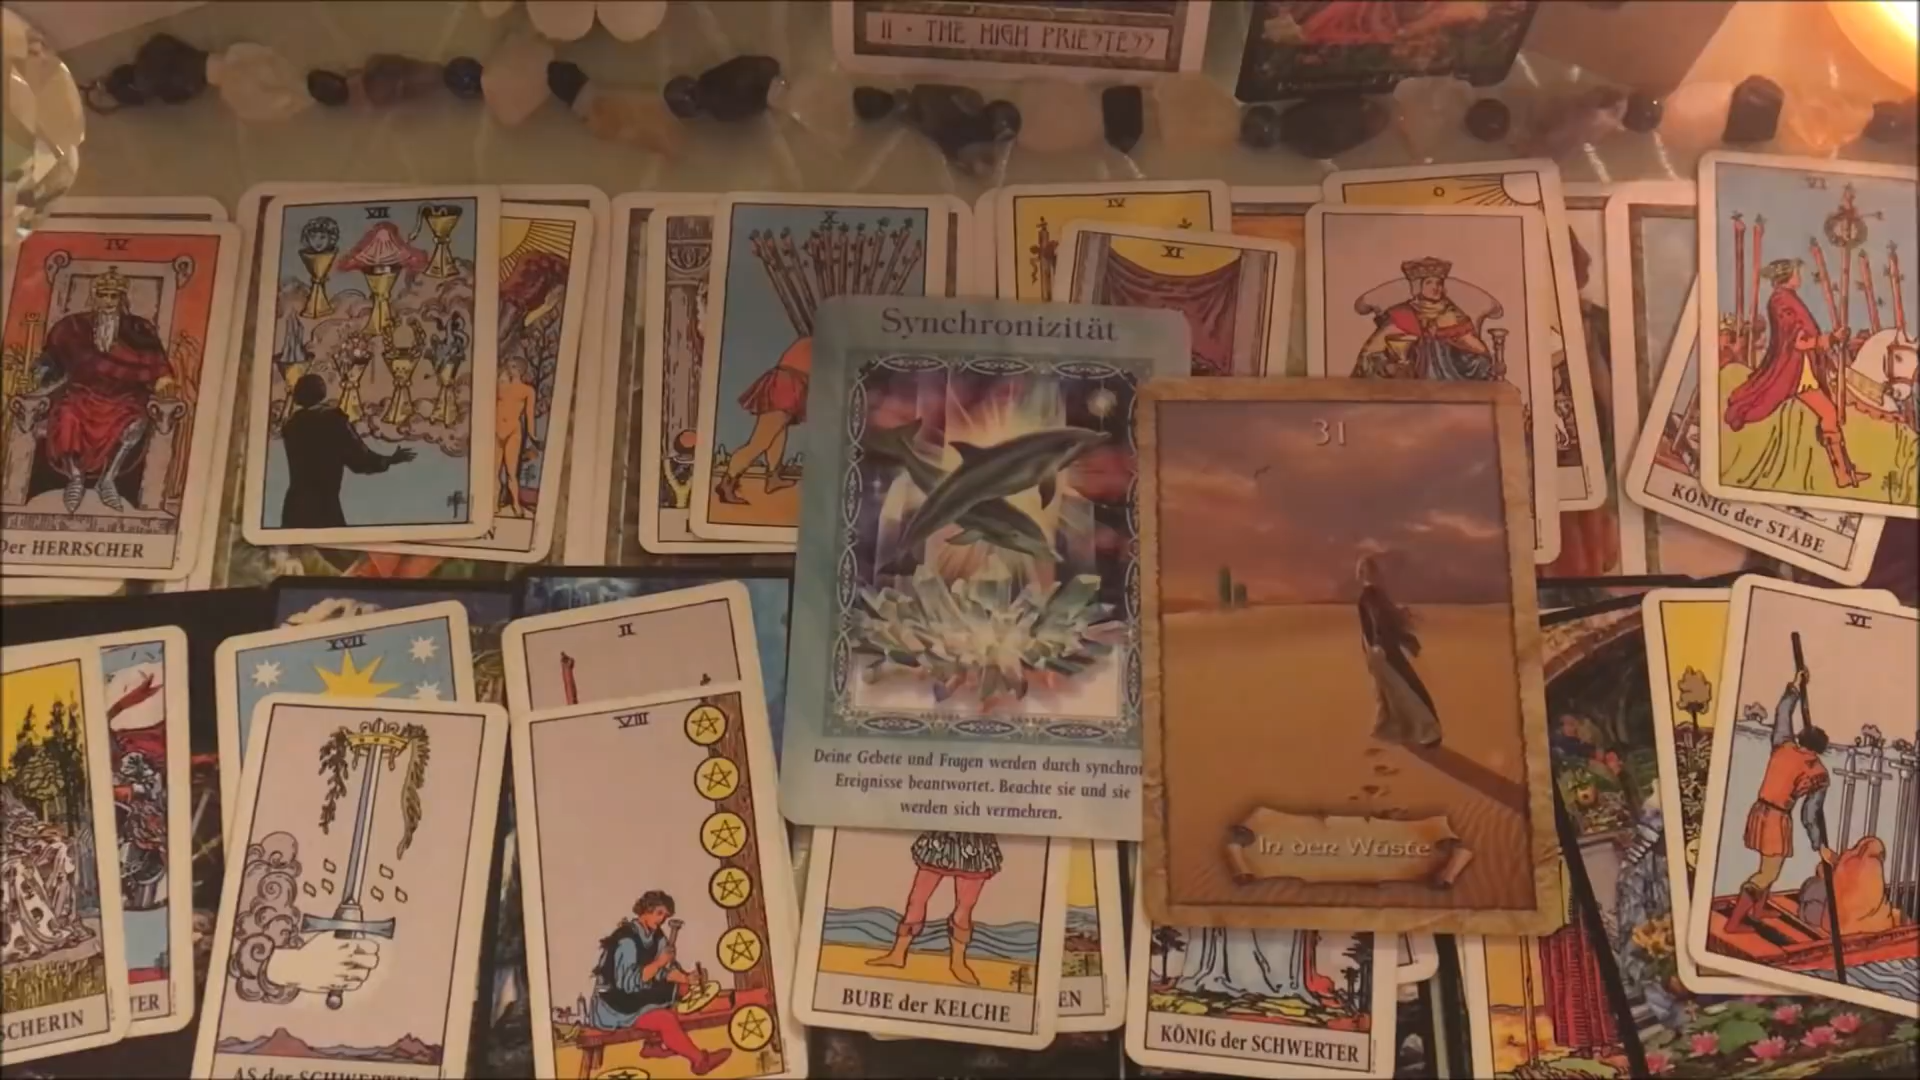 II · THE HIGH PRIESTESS
IV
Der HERRSCHER
VII
X
IV
XI
VI
KÖNIG der STÄBE
Synchronizität
Deine Gebete und Fragen werden durch
Ereignisse beantwortet. Beachte sie und sie
werden sich vermehren.
31
In der Wüste
XVII
II
VIII
VI
AS der SCHWERTER
BUBE der KELCHE
KÖNIG der SCHWERTER